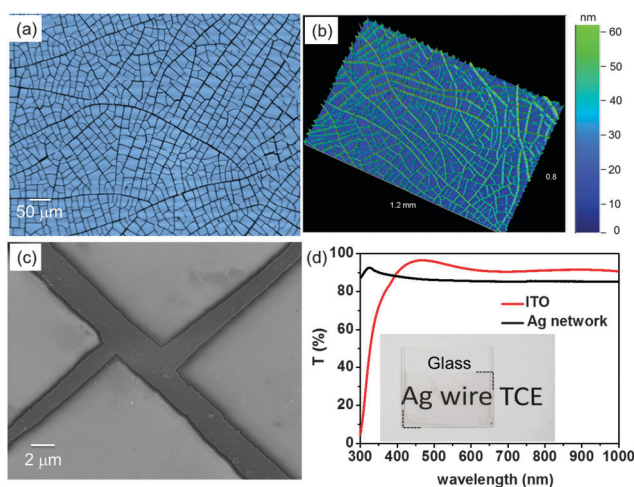 (a)
50 μm
(b)
1.2 mm
0.8
nm
60
50
40
30
20
10
0
(c)
2 μm
(d)
100
80
60
40
20
0
T (%)
ITO
Ag network
Glass
Ag wire TCE
300 400 500 600 700 800 900 1000
wavelength (nm)